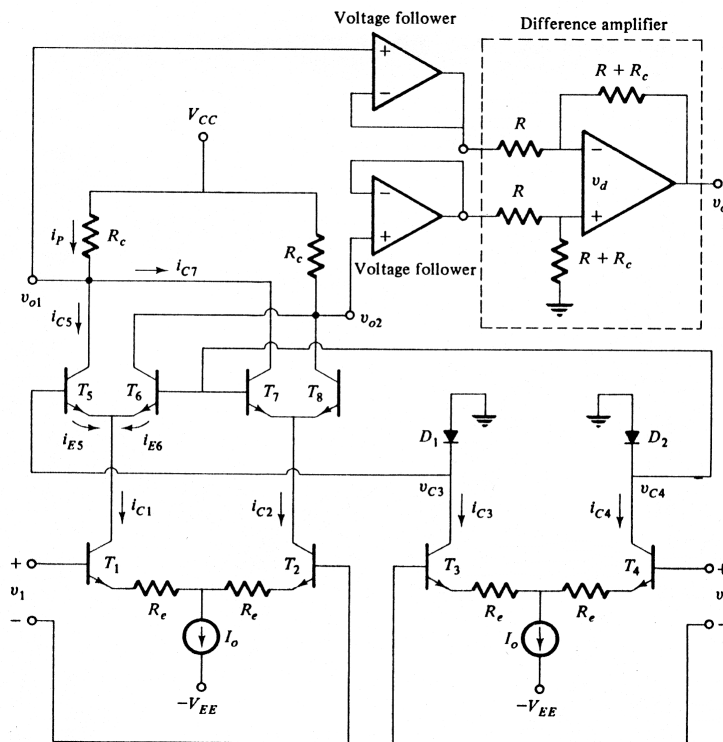 Voltage follower
Difference amplifier
+
−
R + R_c
R
−
v_d
+
R
R + R_c
−
+
Voltage follower
V_CC
i_P
R_c
R_c
i_C7
v_o1
i_C5
v_o2
T_5
T_6
T_7
T_8
i_E5
i_E6
D_1
D_2
v_C3
v_C4
i_C1
i_C2
i_C3
i_C4
+
v_1
−
T_1
T_2
T_3
T_4
+
−
R_e
R_e
R_e
R_e
I_o
I_o
−V_EE
−V_EE